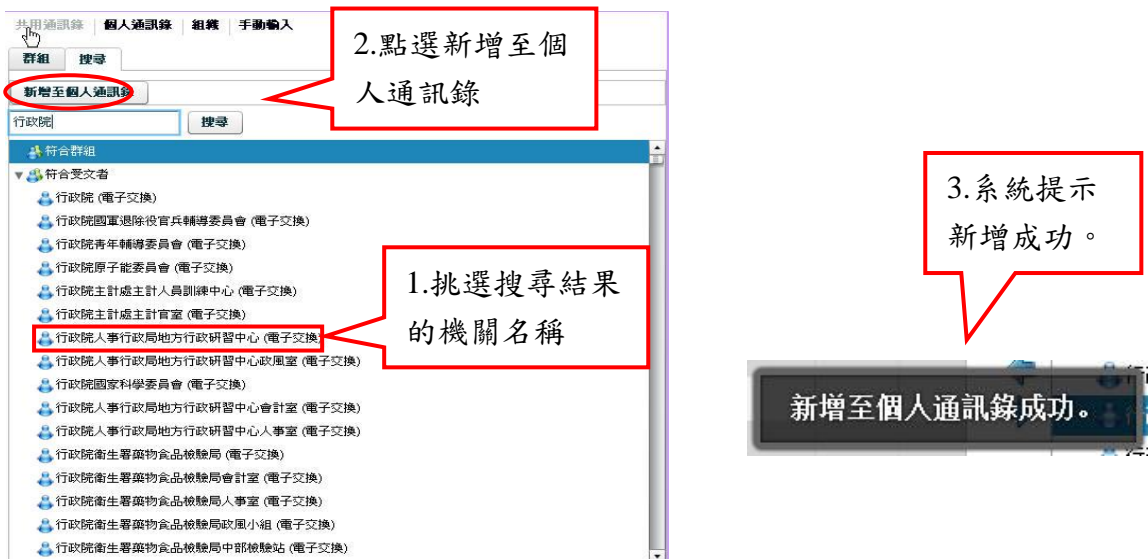 共用通訊錄 個人通訊錄 組織 手動輸入
群組 搜尋
新增至個人通訊錄
行政院 搜尋
符合群組
符合受文者
行政院 (電子交換)
行政院國軍退除役官兵輔導委員會 (電子交換)
行政院青年輔導委員會 (電子交換)
行政院原子能委員會 (電子交換)
行政院主計處主計人員訓練中心 (電子交換)
行政院主計處主計官室 (電子交換)
行政院人事行政局地方行政研習中心 (電子交換)
行政院人事行政局地方行政研習中心政風室 (電子交換)
行政院國家科學委員會 (電子交換)
行政院人事行政局地方行政研習中心會計室 (電子交換)
行政院人事行政局地方行政研習中心人事室 (電子交換)
行政院衛生署藥物食品檢驗局 (電子交換)
行政院衛生署藥物食品檢驗局會計室 (電子交換)
行政院衛生署藥物食品檢驗局人事室 (電子交換)
行政院衛生署藥物食品檢驗局政風小組 (電子交換)
行政院衛生署藥物食品檢驗局中部檢驗站 (電子交換)
2.點選新增至個
人通訊錄
1.挑選搜尋結果
的機關名稱
3.系統提示
新增成功。
新增至個人通訊錄成功。